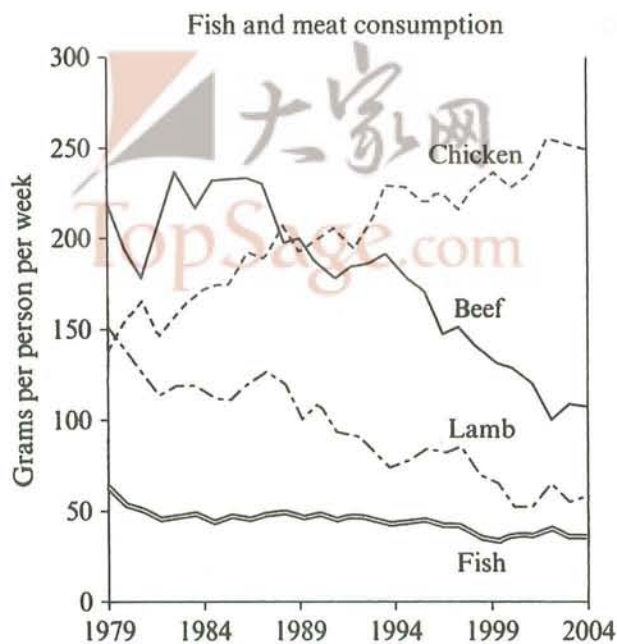 Fish and meat consumption
300
250
200
150
100
50
0
Grams per person per week
大家网
TopSage.com
Chicken
Beef
Lamb
Fish
1979 1984 1989 1994 1999 2004